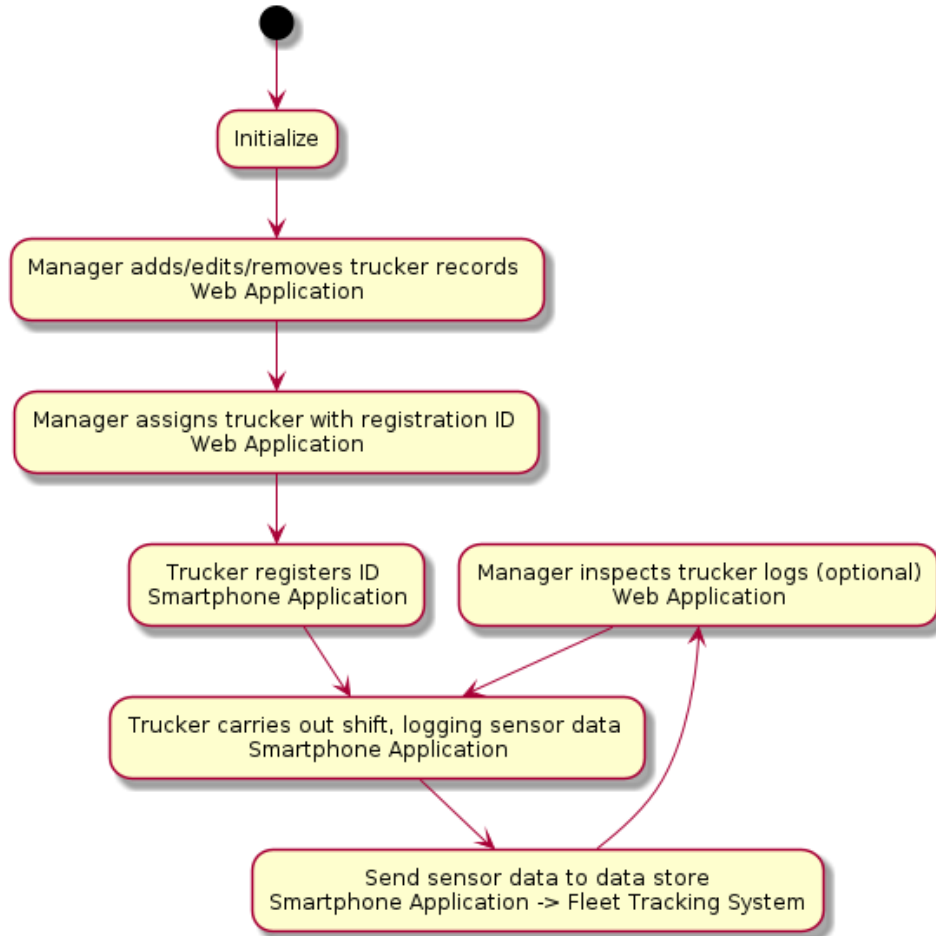 Initialize
Manager adds/edits/removes trucker records
Web Application
Manager assigns trucker with registration ID
Web Application
Trucker registers ID
Smartphone Application
Manager inspects trucker logs (optional)
Web Application
Trucker carries out shift, logging sensor data
Smartphone Application
Send sensor data to data store
Smartphone Application -> Fleet Tracking System